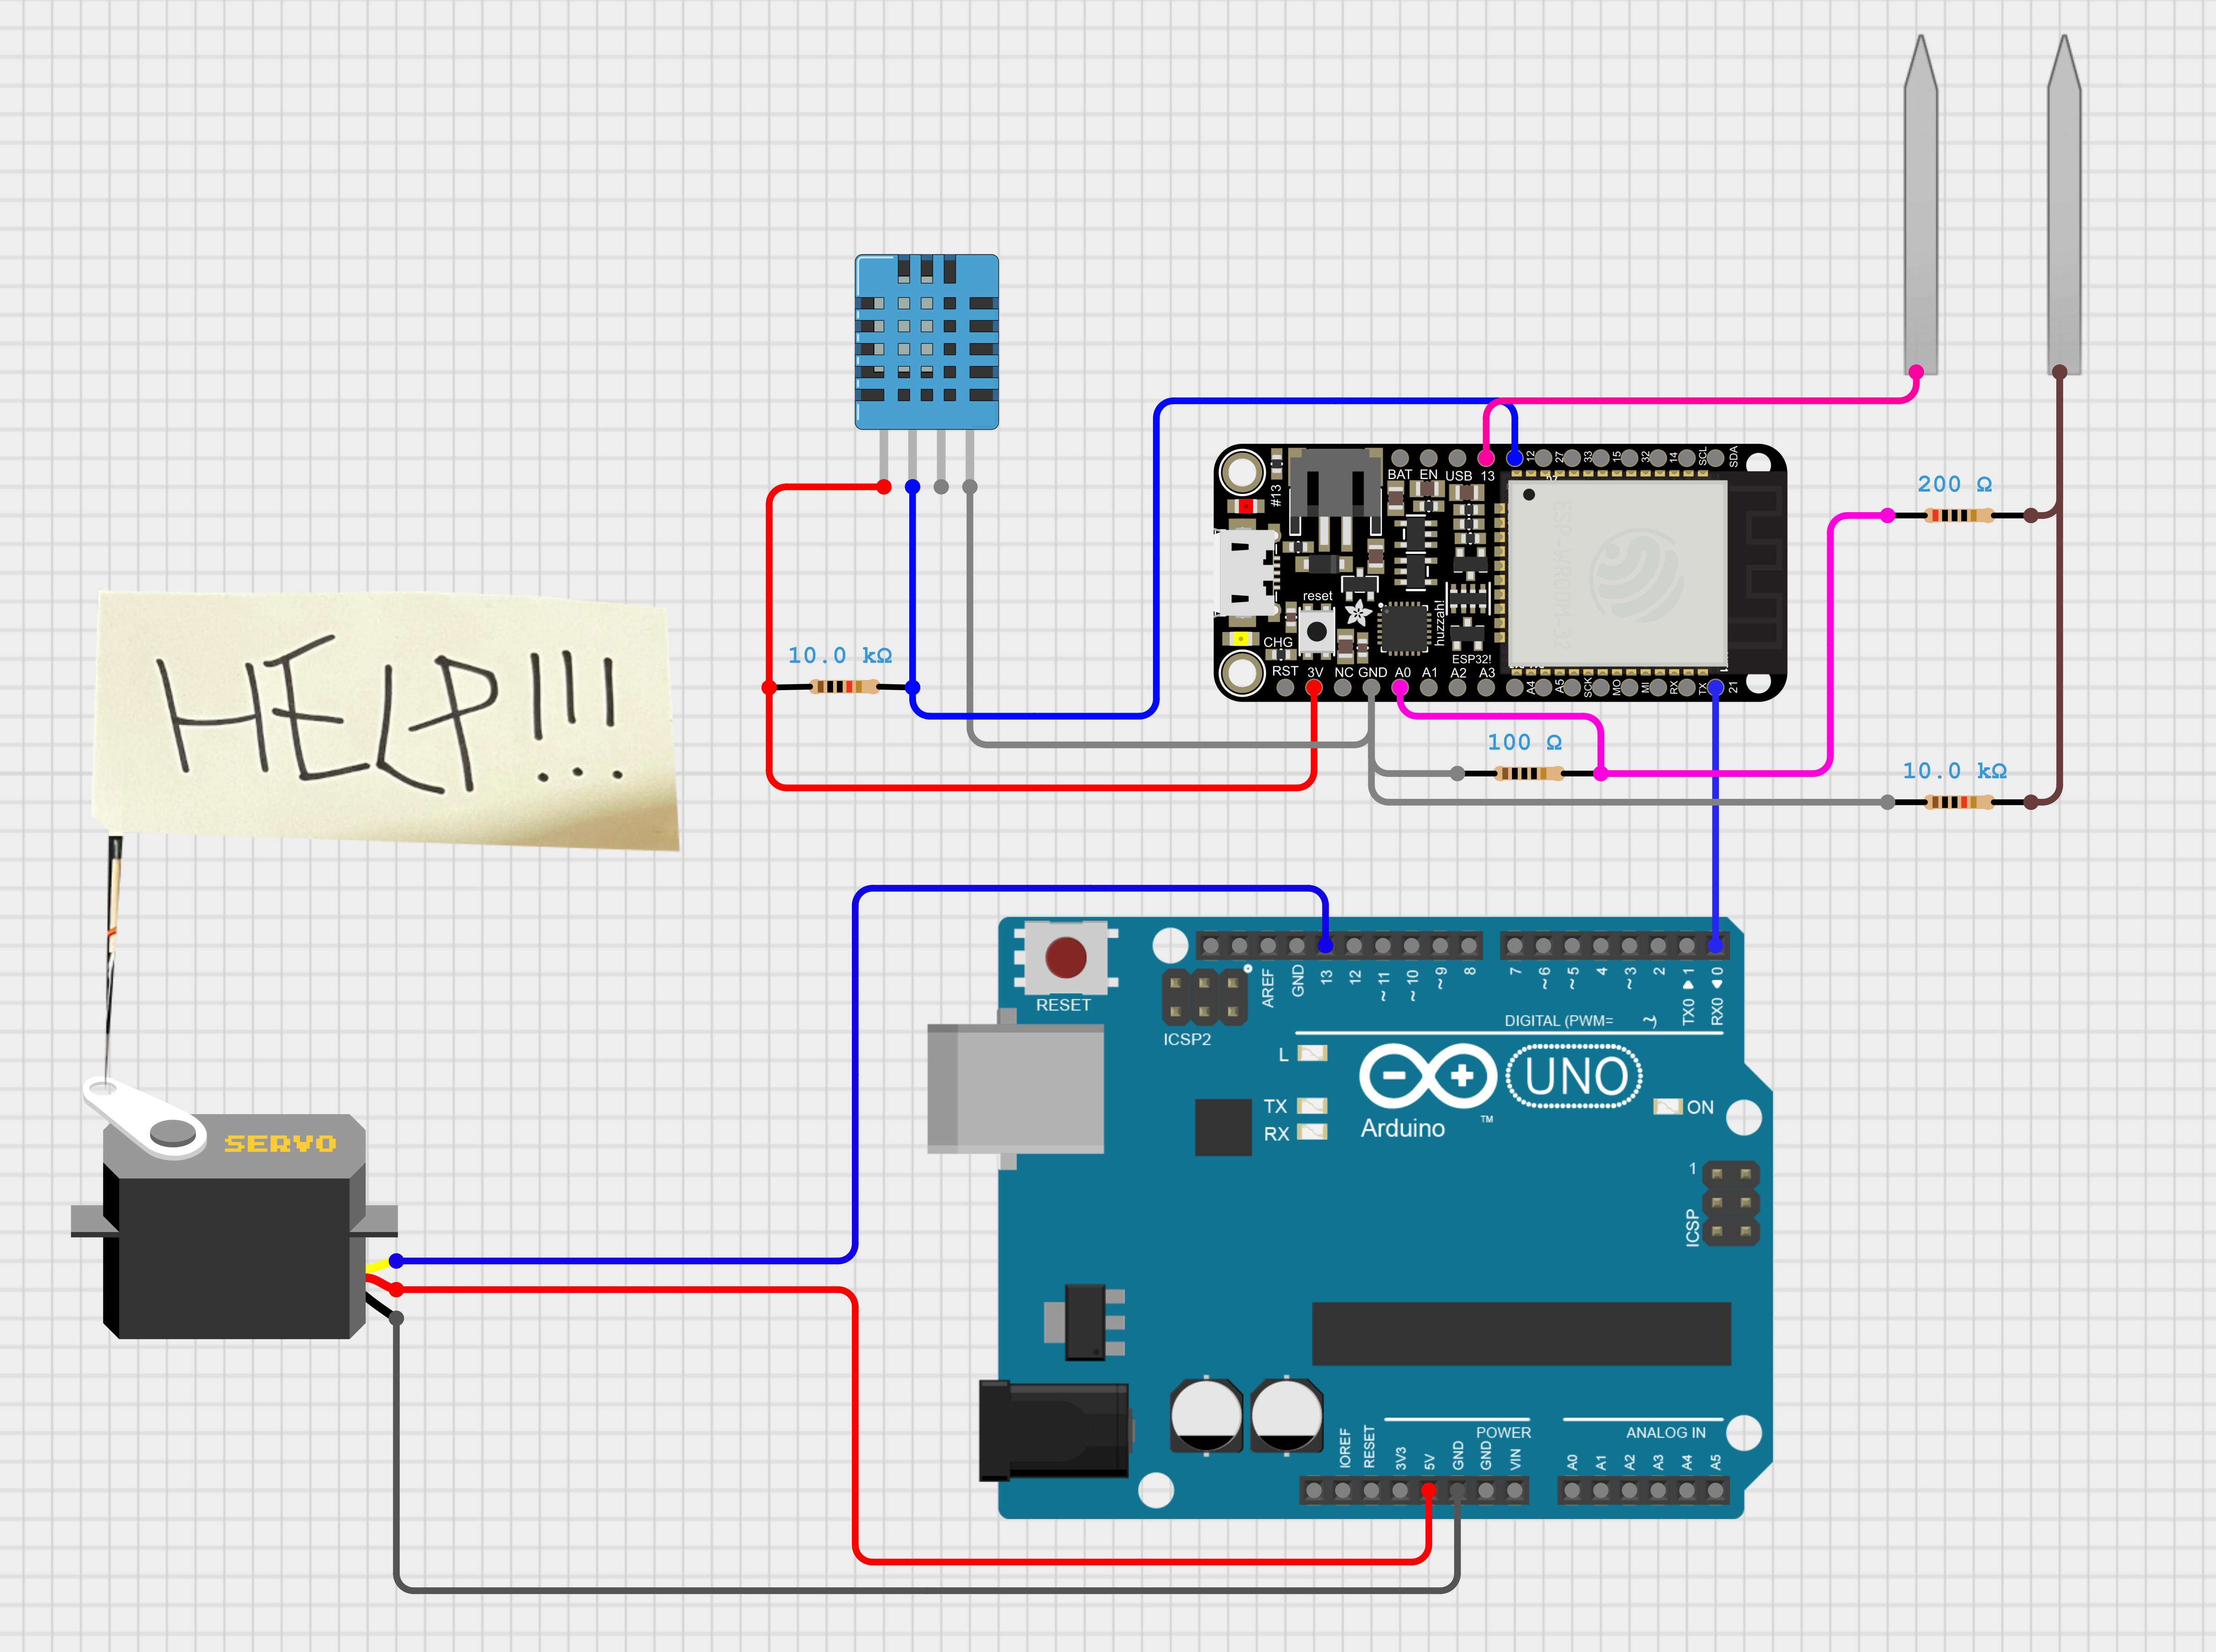 200 Ω
BAT EN USB 13 12 27 33 15 32 14 SCL SDA
#13
HELP!!!
10.0 kΩ
reset
huzzah!
CHG
ESP32!
RST 3V NC GND A0 A1 A2 A3 A4 A5 SCK MO MI RX TX 21
100 Ω
10.0 kΩ
RESET
AREF GND 13 12 ~11 ~10 ~9 8 7 ~6 ~5 4 ~3 2 TX0 ▶ 1 RX0 ◀ 0
ICSP2
DIGITAL (PWM= ~)
L
UNO
TX
ON
RX
Arduino ™
SERVO
1
ICSP
POWER
ANALOG IN
IOREF RESET 3V3 5V GND GND VIN A0 A1 A2 A3 A4 A5